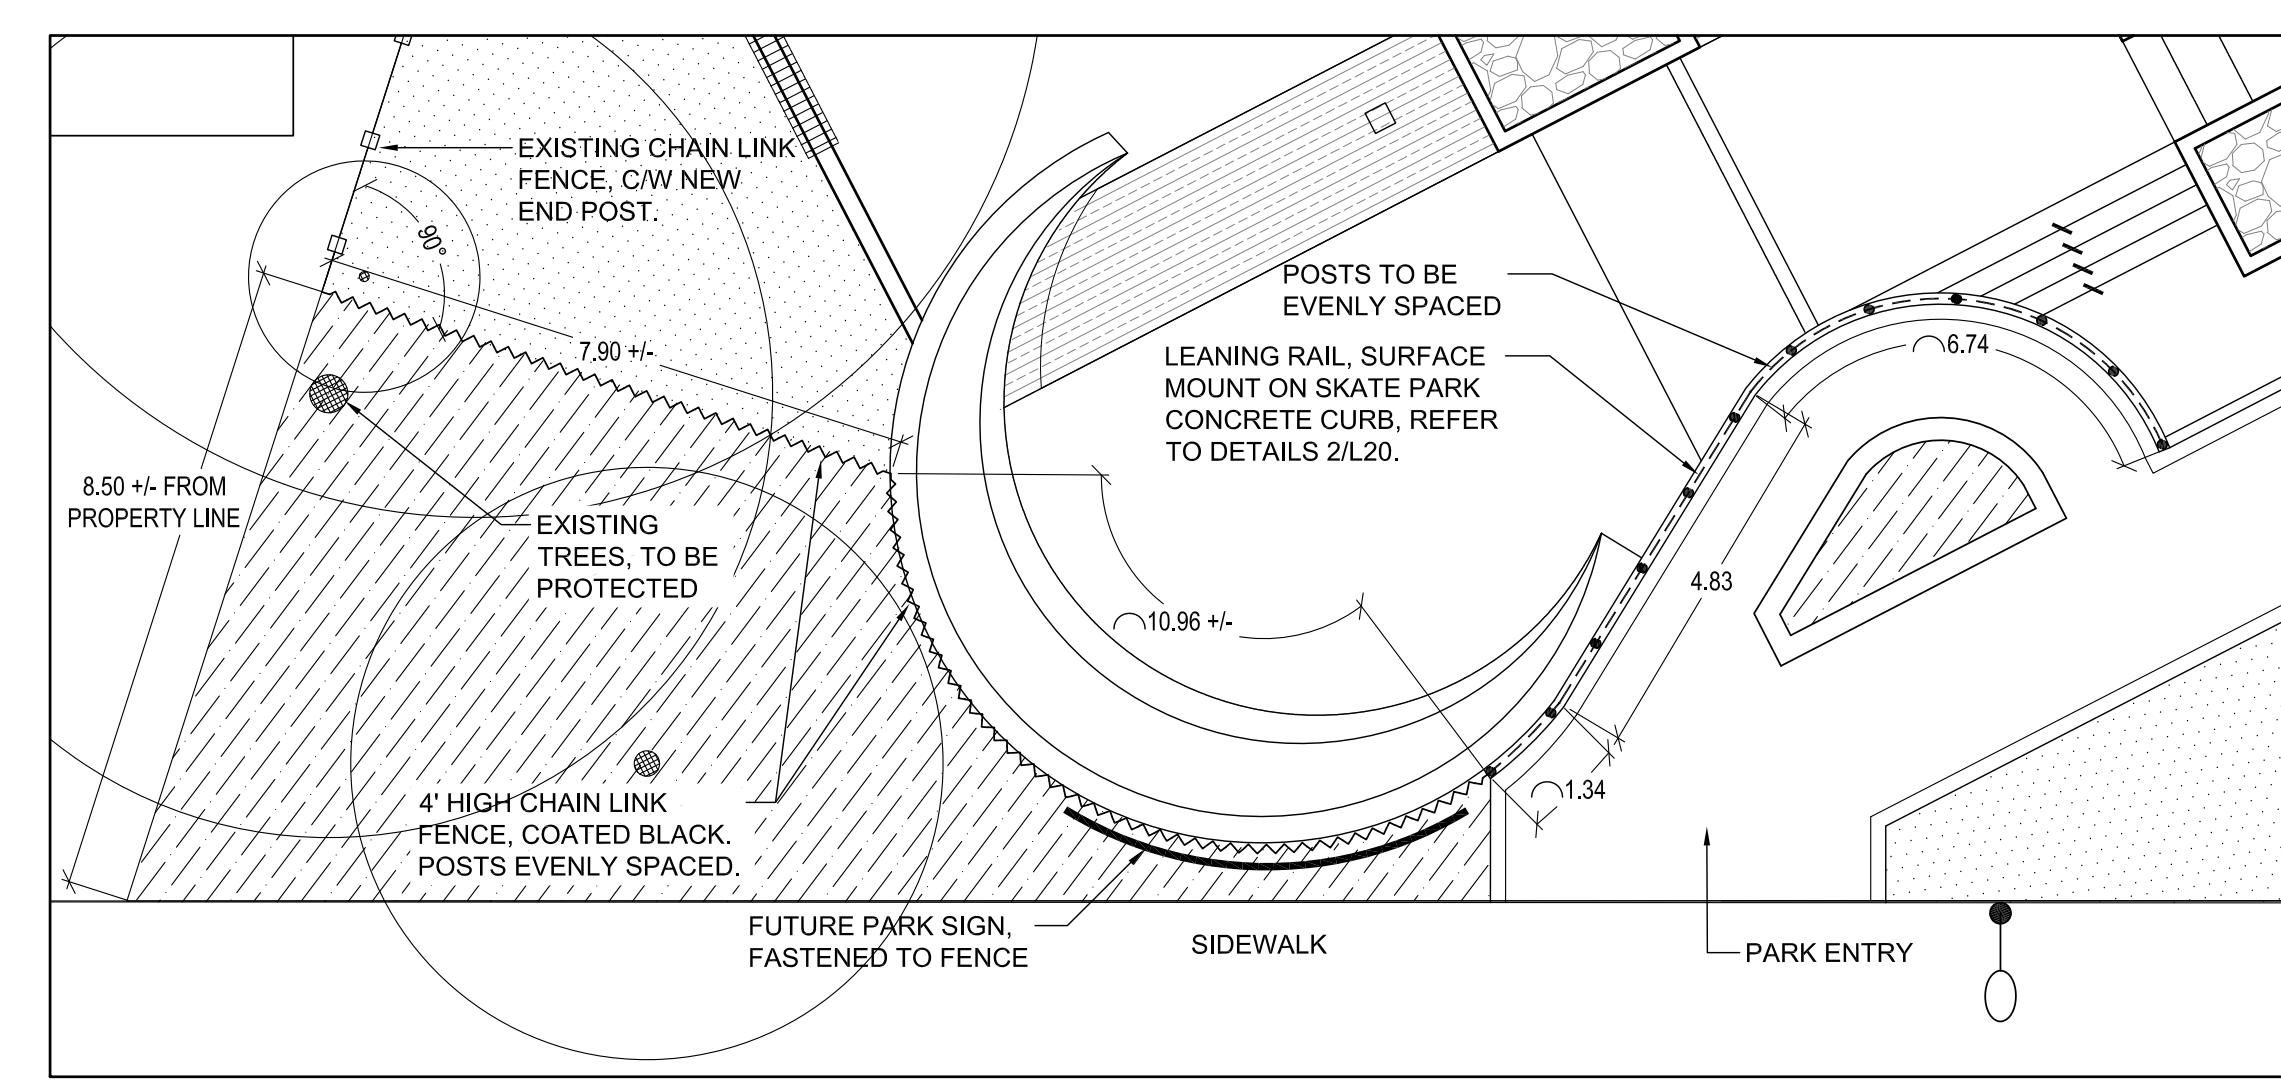 EXISTING CHAIN LINK
FENCE, C/W NEW
END POST.
90°
7.90 +/-
8.50 +/- FROM
PROPERTY LINE
EXISTING
TREES, TO BE
PROTECTED
POSTS TO BE
EVENLY SPACED
LEANING RAIL, SURFACE
MOUNT ON SKATE PARK
CONCRETE CURB, REFER
TO DETAILS 2/L20.
6.74
4.83
10.96 +/-
1.34
4' HIGH CHAIN LINK
FENCE, COATED BLACK.
POSTS EVENLY SPACED.
FUTURE PARK SIGN,
FASTENED TO FENCE
SIDEWALK
PARK ENTRY